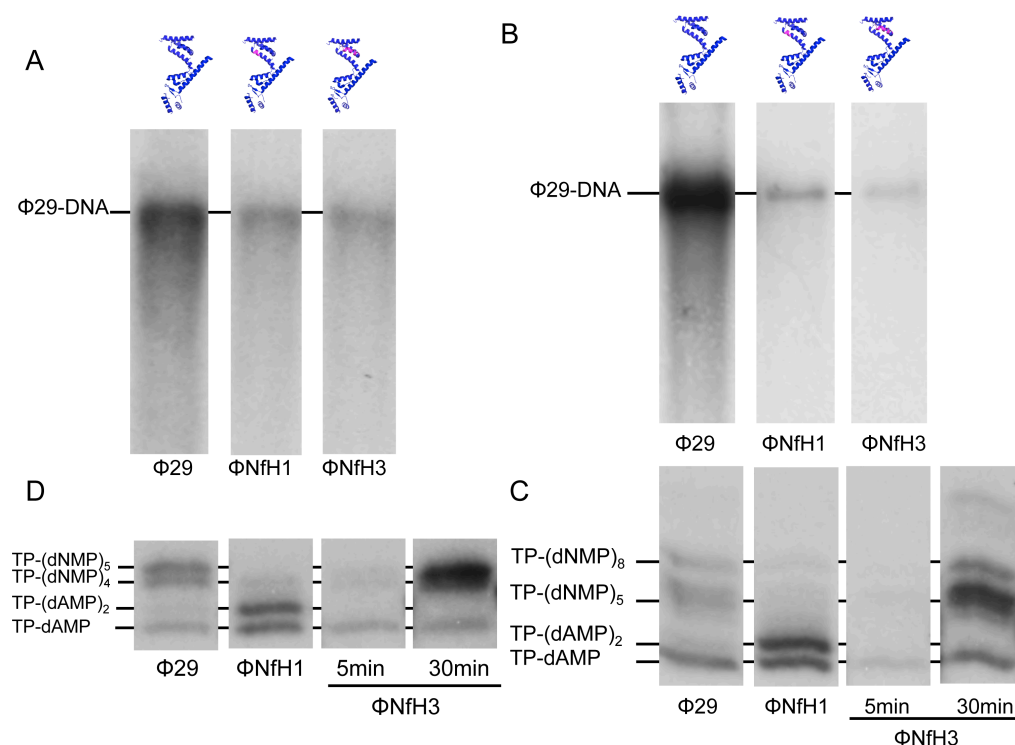 A
B
Φ29-DNA
Φ29-DNA
Φ29 ΦNfH1 ΦNfH3
Φ29 ΦNfH1 ΦNfH3
D
C
TP-(dNMP)5
TP-(dNMP)4
TP-(dAMP)2
TP-dAMP
Φ29 ΦNfH1 5min 30min
ΦNfH3
TP-(dNMP)8
TP-(dNMP)5
TP-(dAMP)2
TP-dAMP
Φ29 ΦNfH1 5min 30min
ΦNfH3